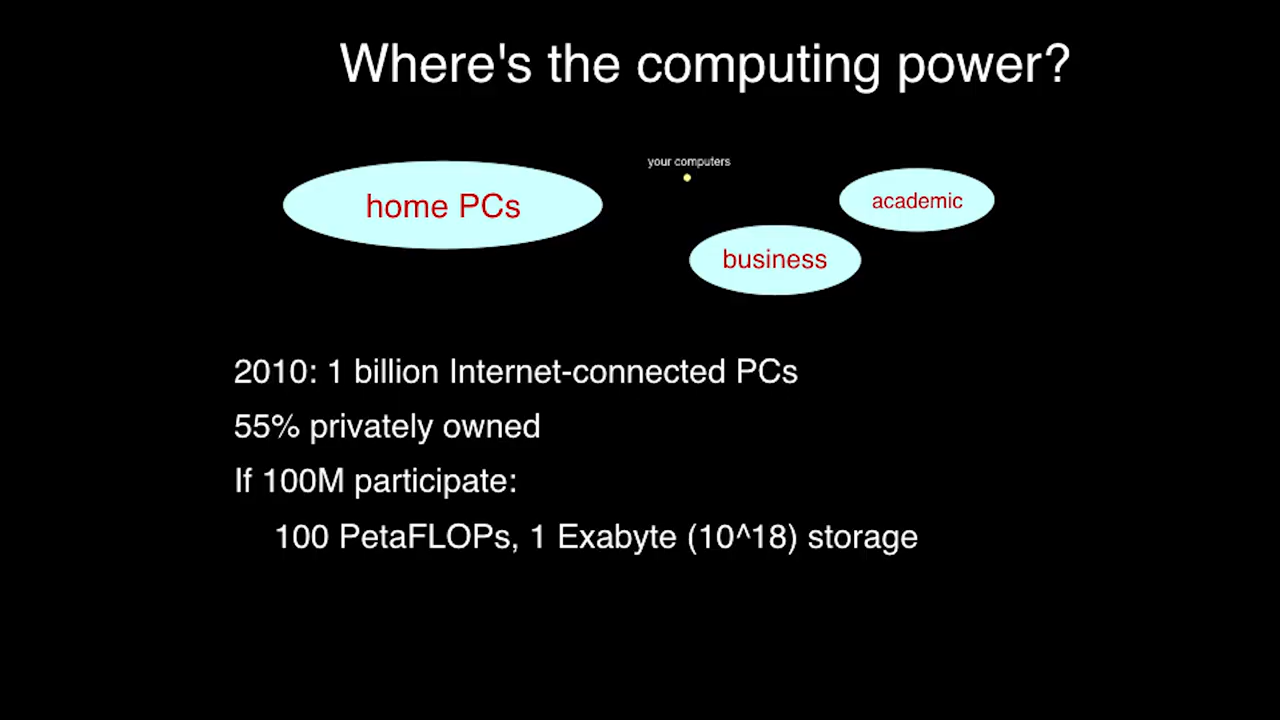 Where's the computing power?
your computers
home PCs
academic
business
2010: 1 billion Internet-connected PCs
55% privately owned
If 100M participate:
100 PetaFLOPs, 1 Exabyte (10^18) storage